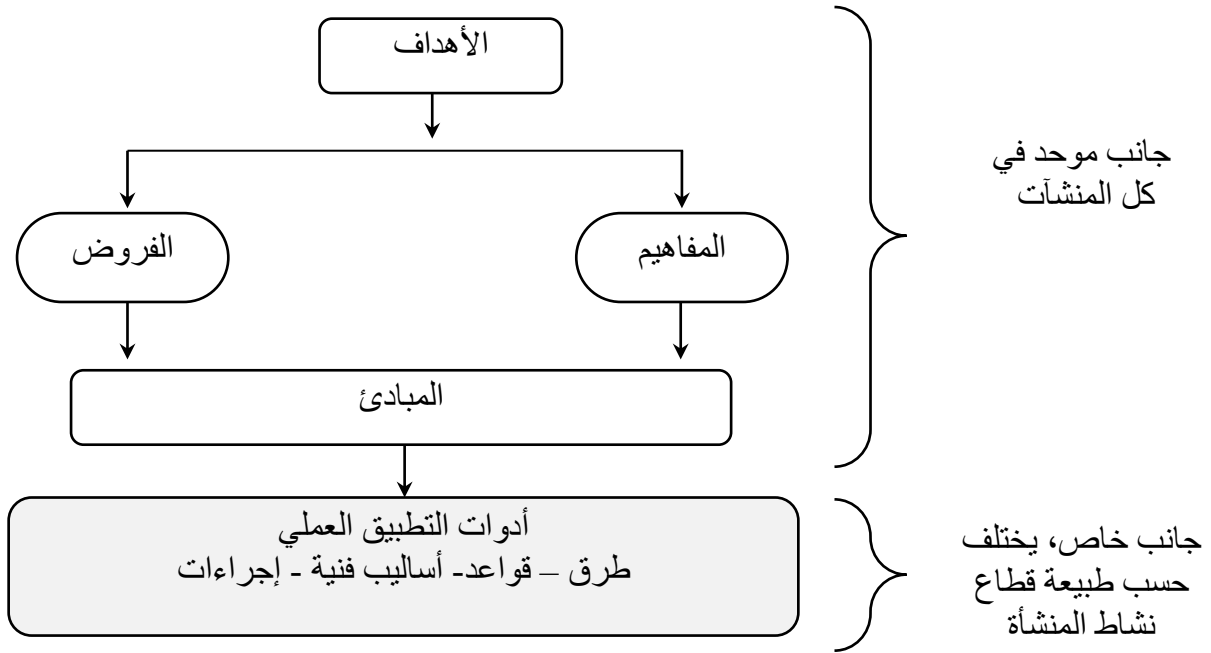 الأهداف
جانب موحد في
كل المنشآت
المفاهيم
الفروض
المبادئ
أدوات التطبيق العملي
طرق – قواعد- أساليب فنية - إجراءات
جانب خاص، يختلف
حسب طبيعة قطاع
نشاط المنشأة